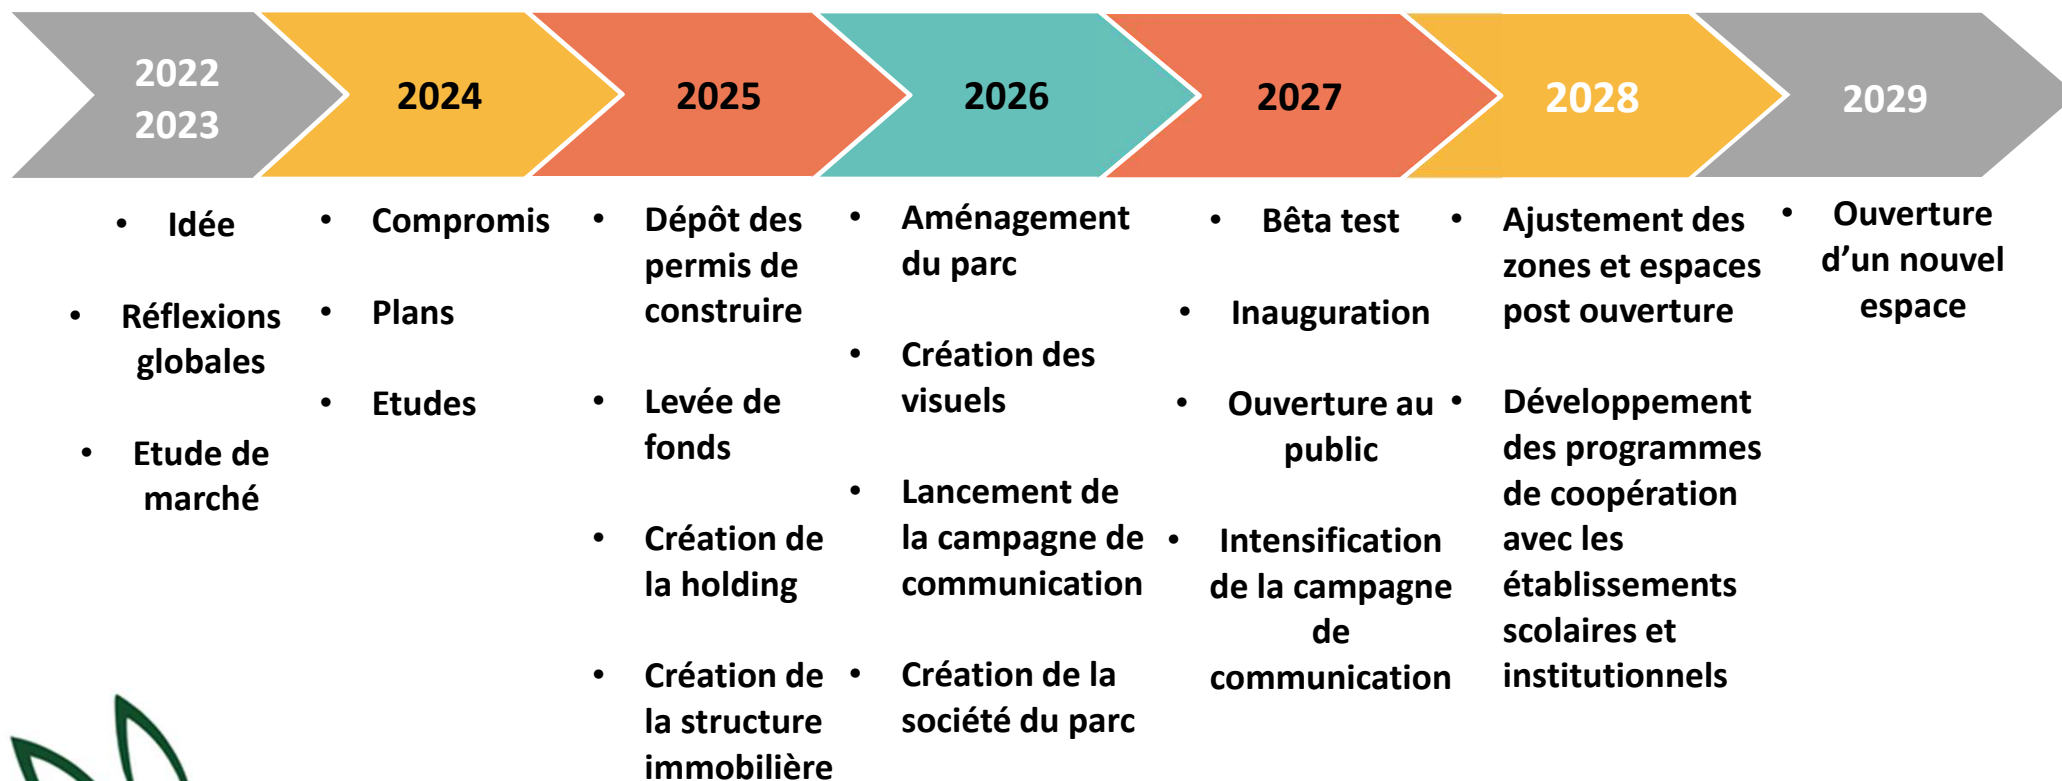 2022
2023
2024
2025
2026
2027
2028
2029
• Idée
• Réflexions
globales
• Etude de
marché
• Compromis
• Plans
• Etudes
• Dépôt des
permis de
construire
• Levée de
fonds
• Création de
la holding
• Création de
la structure
immobilière
• Aménagement
du parc
• Création des
visuels
• Lancement de
la campagne de
communication
• Création de la
société du parc
• Bêta test
• Inauguration
• Ouverture au
public
• Intensification
de la campagne
de
communication
• Ajustement des
zones et espaces
post ouverture
• Développement
des programmes
de coopération
avec les
établissements
scolaires et
institutionnels
• Ouverture
d’un nouvel
espace